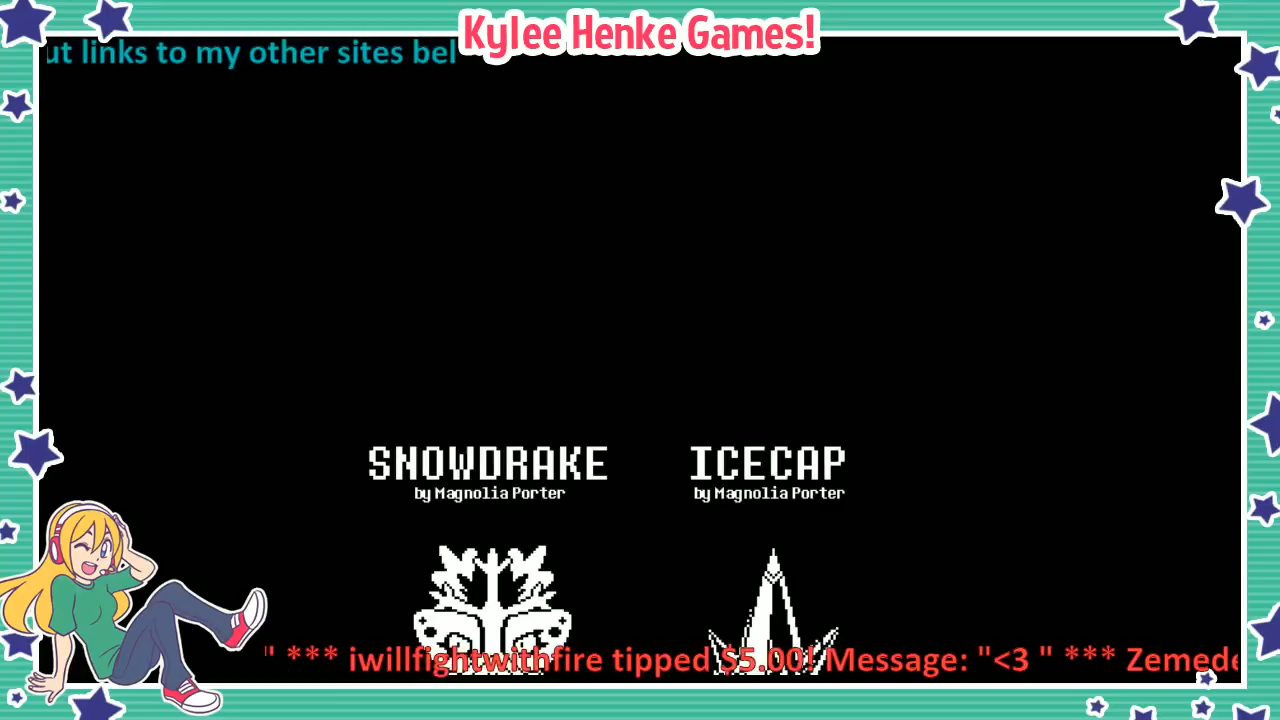 Kylee Henke Games!
ut links to my other sites bel
SNOWDRAKE
by Magnolia Porter
ICECAP
by Magnolia Porter
" *** iwillfightwithfire tipped $5.00! Message: "<3 " *** Zemede